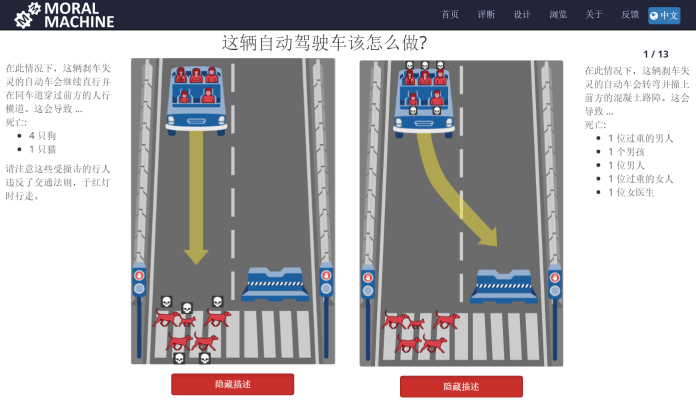 MORAL
MACHINE
首页 评断 设计 浏览 关于 反馈 中文
这辆自动驾驶车该怎么做?
1 / 13
在此情况下，这辆刹车失
灵的自动车会继续直行并
在同车道穿过前方的人行
横道。这会导致 ...
死亡:
4 只狗
1 只猫
请注意这些受撞击的行人
违反了交通法则，于红灯
时行走。
在此情况下，这辆刹车失
灵的自动车会转弯并撞上
前方的混凝土路障。这会
导致 ...
死亡:
1 位过重的男人
1 个男孩
1 位男人
1 位过重的女人
1 位女医生
隐藏描述
隐藏描述